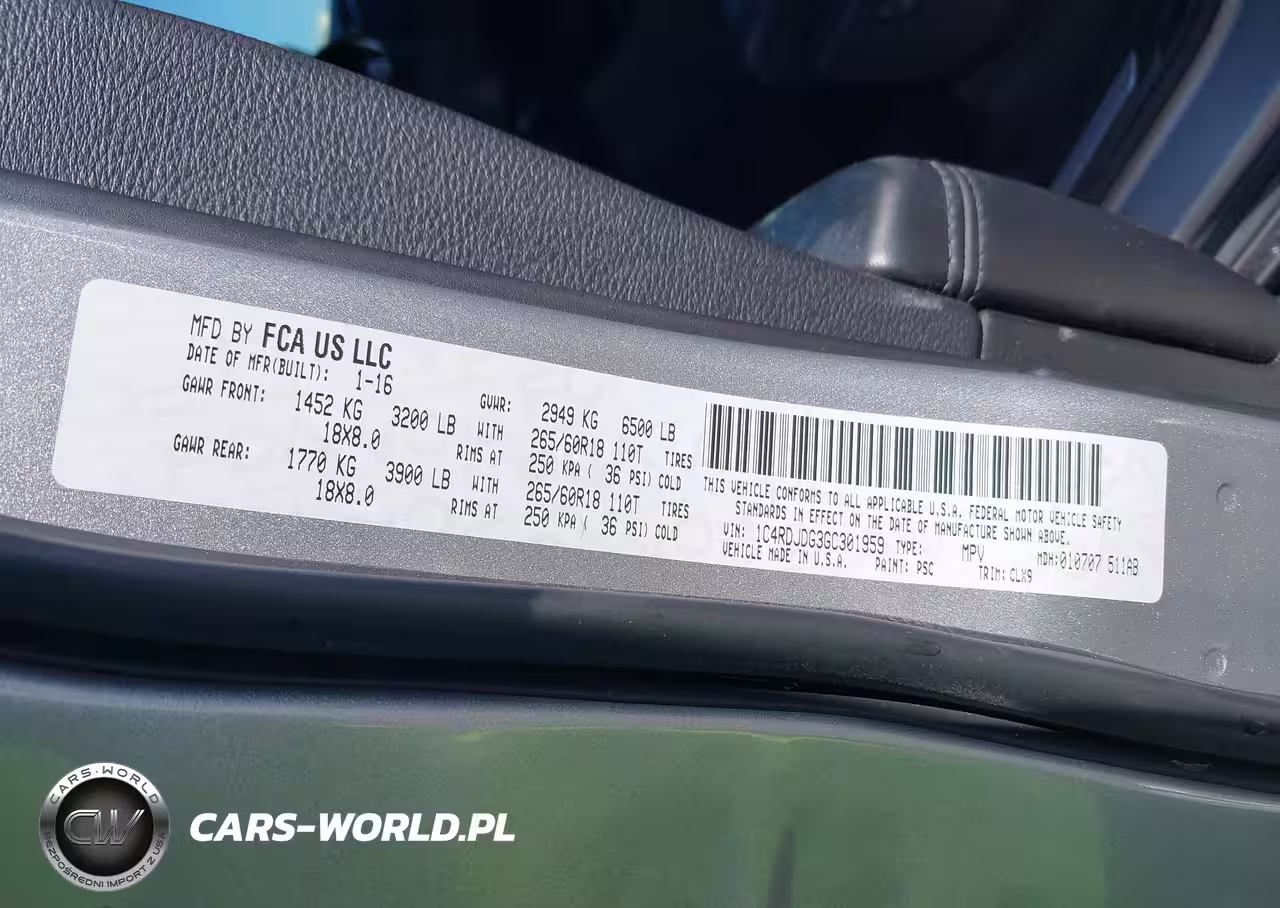 MFD BY FCA US LLC
DATE OF MFR(BUILT): 1-16
GAWR FRONT: 1452 KG 3200 LB WITH
GVWR: 2949 KG 6500 LB
18X8.0 RIMS AT
265/60R18 110T TIRES
250 KPA ( 36 PSI) COLD
GAWR REAR: 1770 KG 3900 LB WITH
18X8.0 RIMS AT
265/60R18 110T TIRES
250 KPA ( 36 PSI) COLD
THIS VEHICLE CONFORMS TO ALL APPLICABLE U.S.A. FEDERAL MOTOR VEHICLE SAFETY
STANDARDS IN EFFECT ON THE DATE OF MANUFACTURE SHOWN ABOVE.
VIN: 1C4RDJDG3GC301959 TYPE: MPV MDH:010707 511AB
VEHICLE MADE IN U.S.A. PAINT: PSC TRIM: CLX9
CARS-WORLD
CW
BEZPOŚREDNI IMPORT Z USA
CARS-WORLD.PL